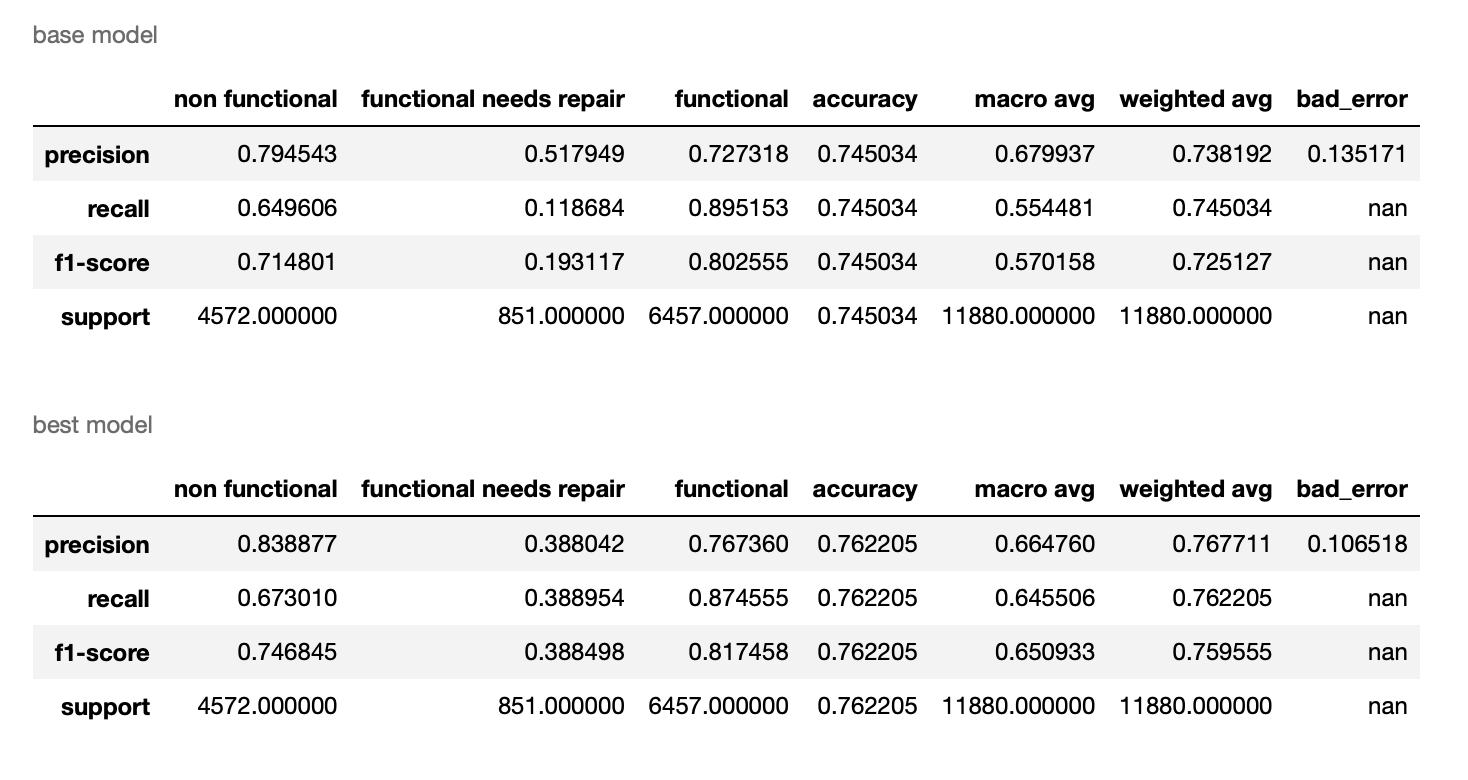 base model
non functional functional needs repair functional accuracy macro avg weighted avg bad_error
precision 0.794543 0.517949 0.727318 0.745034 0.679937 0.738192 0.135171
recall 0.649606 0.118684 0.895153 0.745034 0.554481 0.745034 nan
f1-score 0.714801 0.193117 0.802555 0.745034 0.570158 0.725127 nan
support 4572.000000 851.000000 6457.000000 0.745034 11880.000000 11880.000000 nan
best model
non functional functional needs repair functional accuracy macro avg weighted avg bad_error
precision 0.838877 0.388042 0.767360 0.762205 0.664760 0.767711 0.106518
recall 0.673010 0.388954 0.874555 0.762205 0.645506 0.762205 nan
f1-score 0.746845 0.388498 0.817458 0.762205 0.650933 0.759555 nan
support 4572.000000 851.000000 6457.000000 0.762205 11880.000000 11880.000000 nan